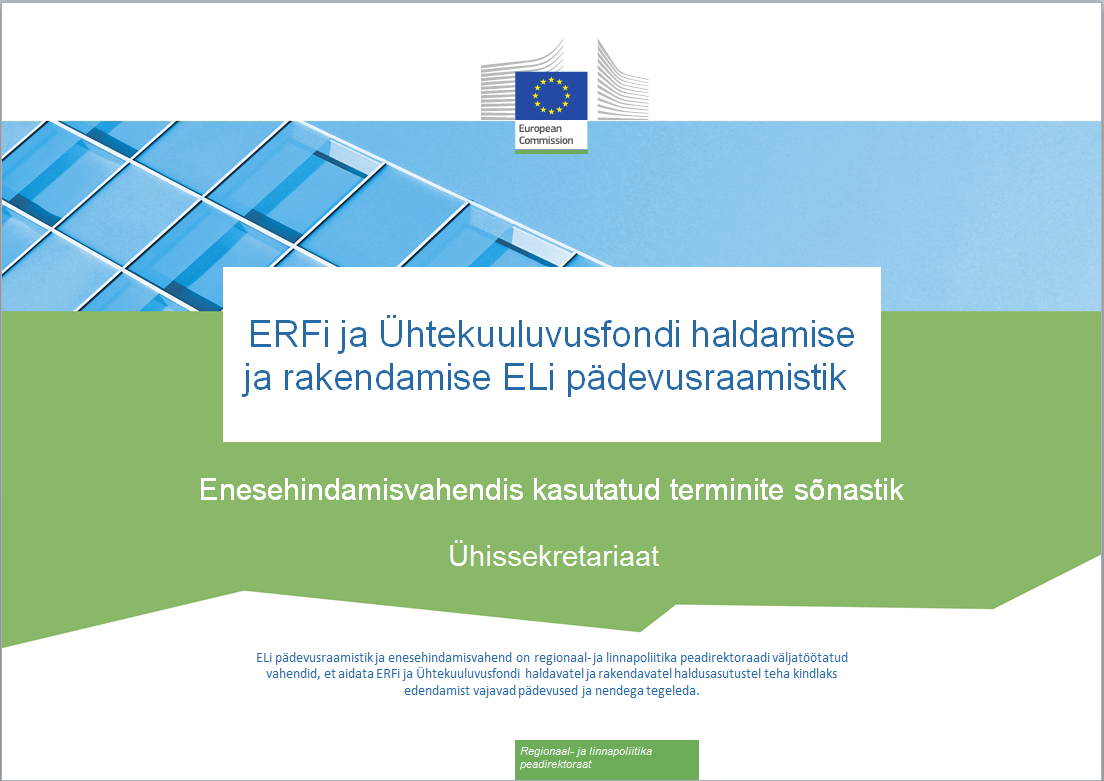 European
Commission
ERFi ja Ühtekuuluvusfondi haldamise
ja rakendamise ELi pädevusraamistik
Enesehindamisvahendis kasutatud terminite sõnastik
Ühissekretariaat
ELi pädevusraamistik ja enesehindamisvahend on regionaal- ja linnapoliitika peadirektoraadi väljatöötatud
vahendid, et aidata ERFi ja Ühtekuuluvusfondi haldavatel ja rakendavatel haldusasutustel teha kindlaks
edendamist vajavad pädevused ja nendega tegeleda.
Regionaal- ja linnapoliitika
peadirektoraat